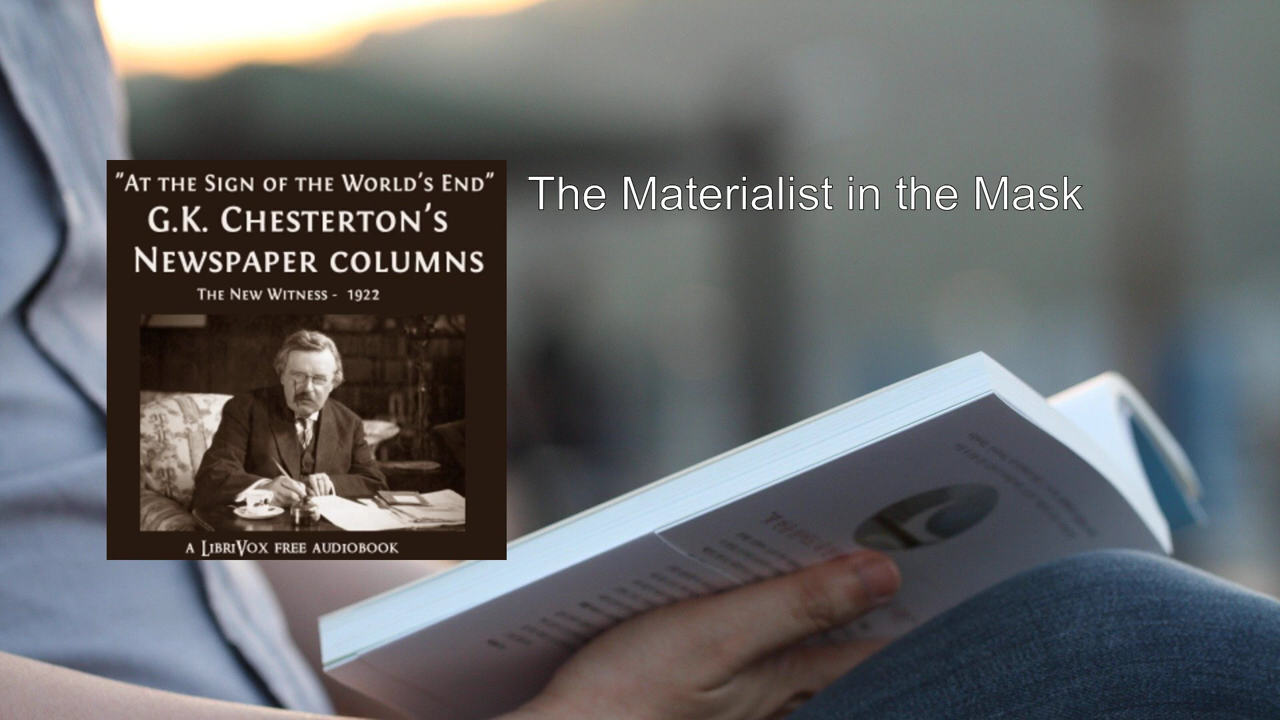 "At the Sign of the World's End"
G.K. Chesterton's
Newspaper columns
The New Witness - 1922
a LibriVox free audiobook
The Materialist in the Mask